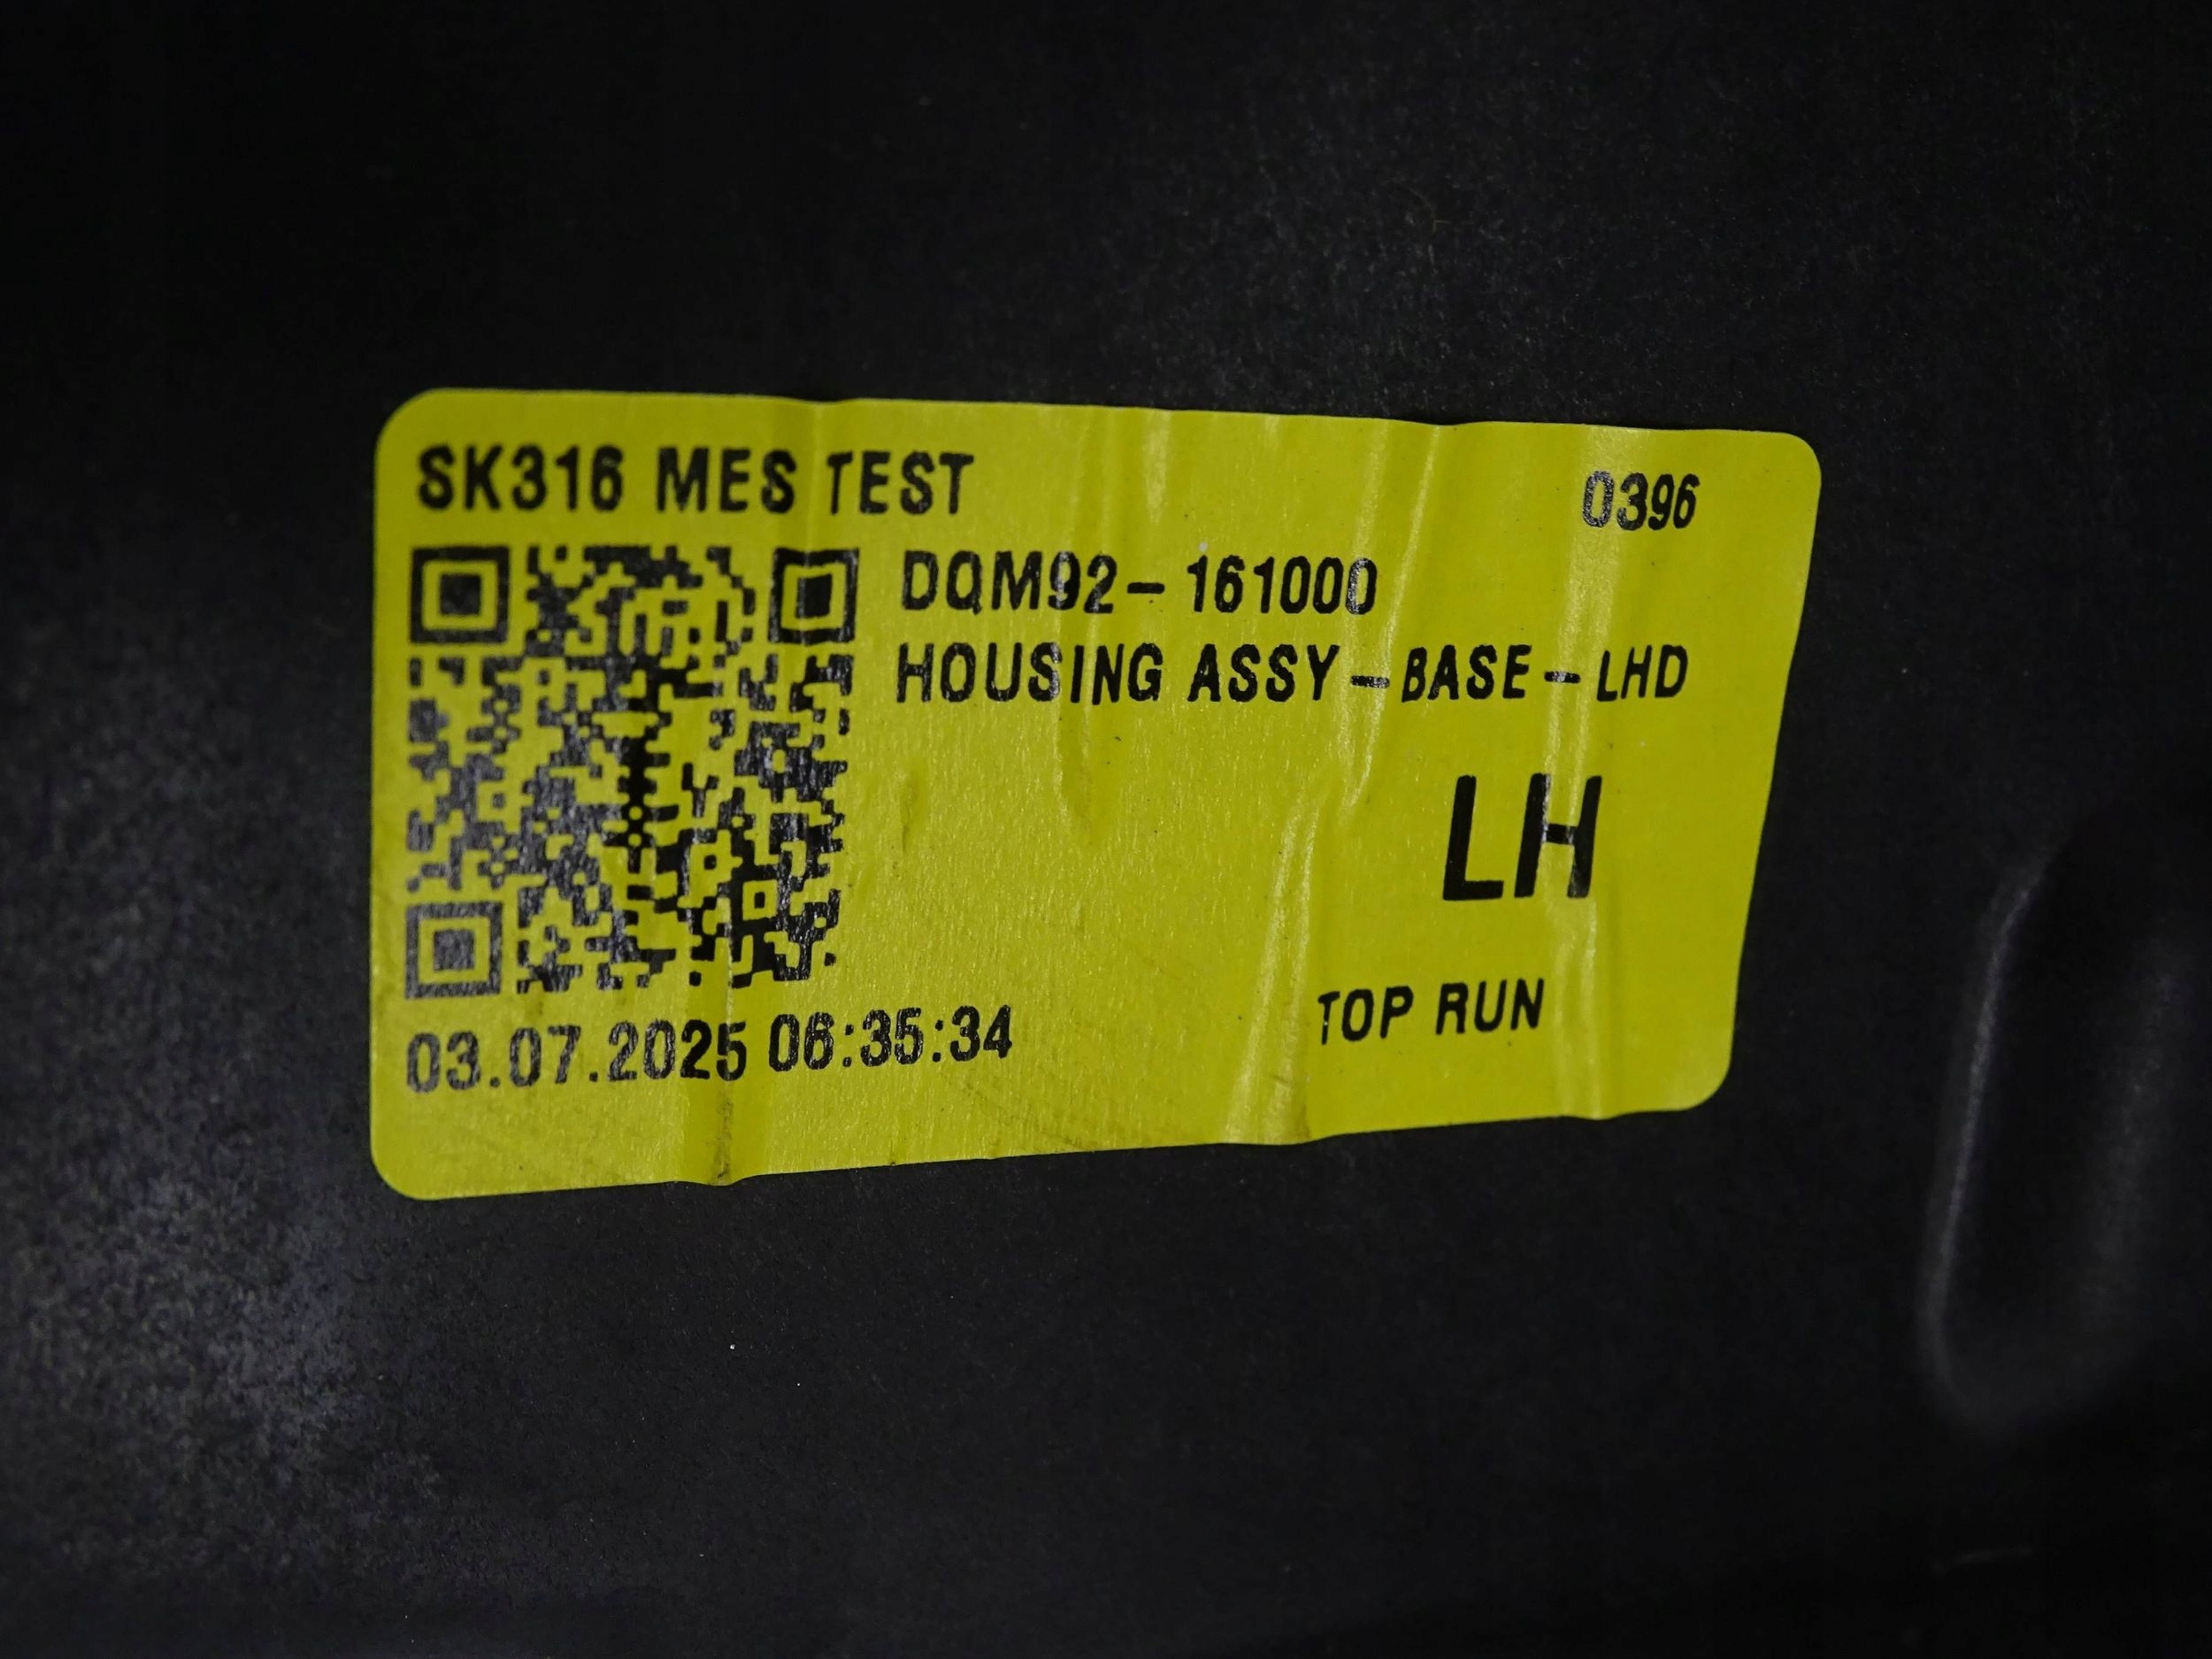 SK316 MES TEST 0396
DQM92-161000
HOUSING ASSY-BASE-LHD
LH
03.07.2025 06:35:34 TOP RUN